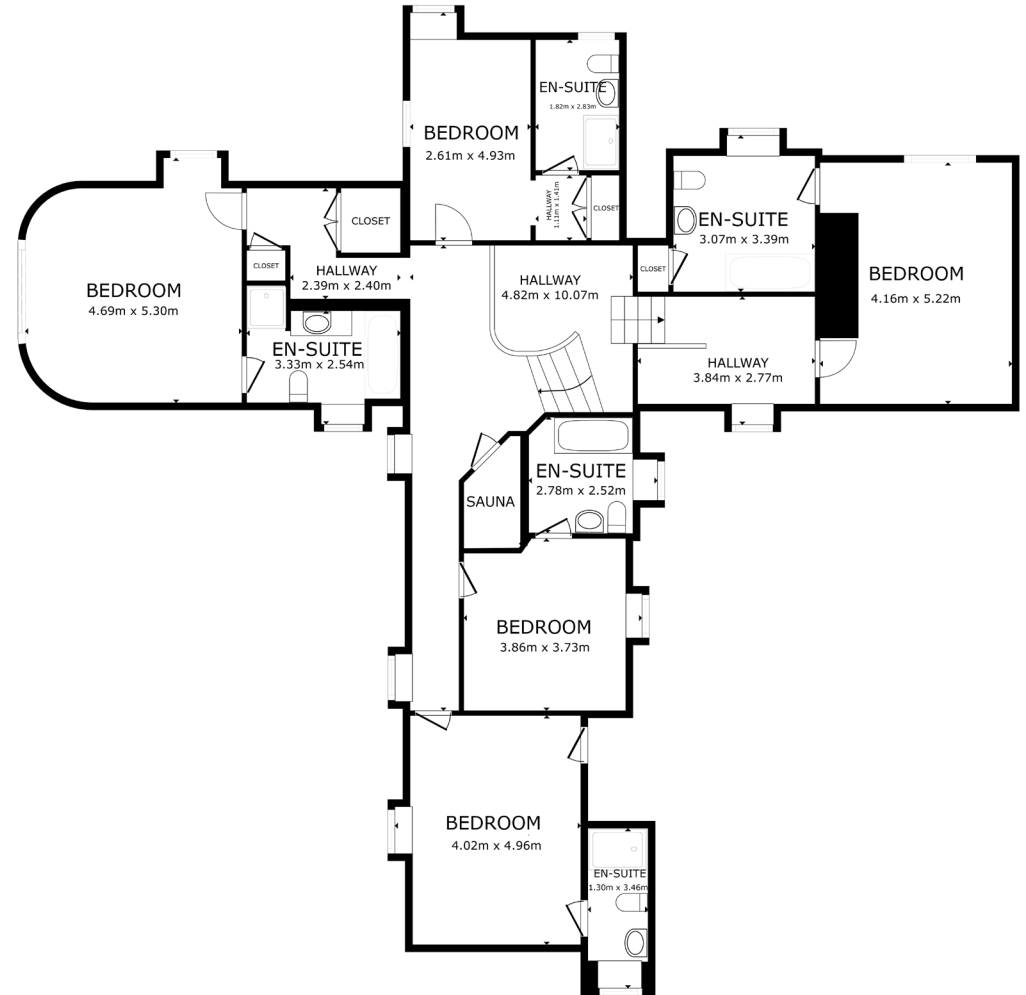 EN-SUITE
1.82m x 2.83m
BEDROOM
2.61m x 4.93m
HALLWAY
1.11m x 1.41m
CLOSET
CLOSET
EN-SUITE
3.07m x 3.39m
CLOSET
BEDROOM
4.16m x 5.22m
CLOSET
HALLWAY
2.39m x 2.40m
HALLWAY
4.82m x 10.07m
BEDROOM
4.69m x 5.30m
EN-SUITE
3.33m x 2.54m
HALLWAY
3.84m x 2.77m
EN-SUITE
2.78m x 2.52m
SAUNA
BEDROOM
3.86m x 3.73m
BEDROOM
4.02m x 4.96m
EN-SUITE
1.30m x 3.46m